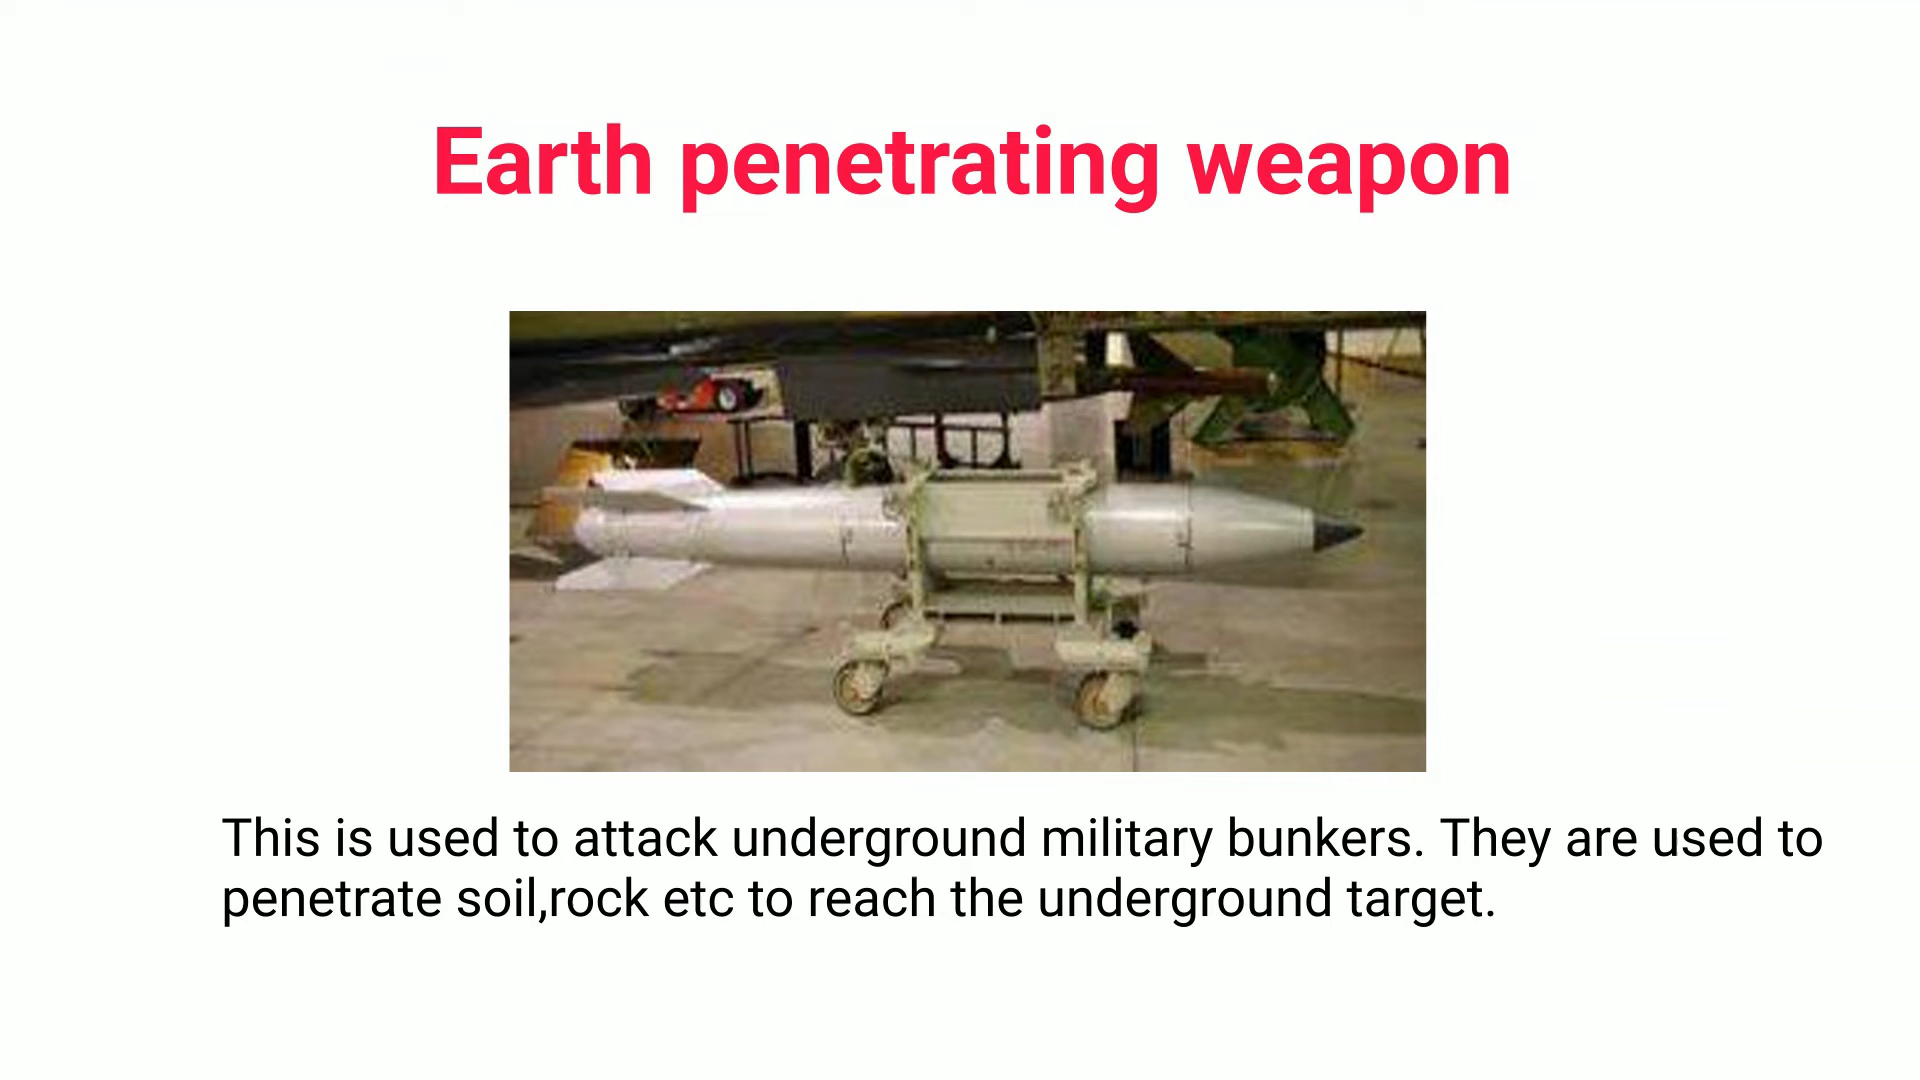 Earth penetrating weapon
This is used to attack underground military bunkers. They are used to
penetrate soil,rock etc to reach the underground target.